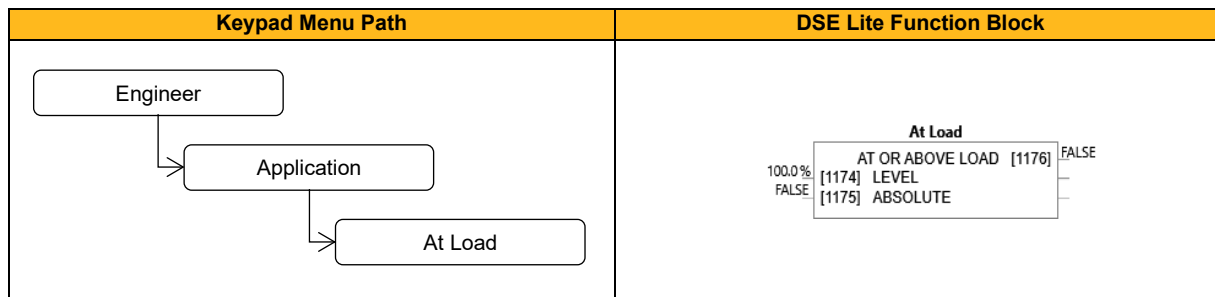 Keypad Menu Path
DSE Lite Function Block
Engineer
Application
At Load
At Load
AT OR ABOVE LOAD [1176] FALSE
100.0 % [1174] LEVEL
FALSE [1175] ABSOLUTE